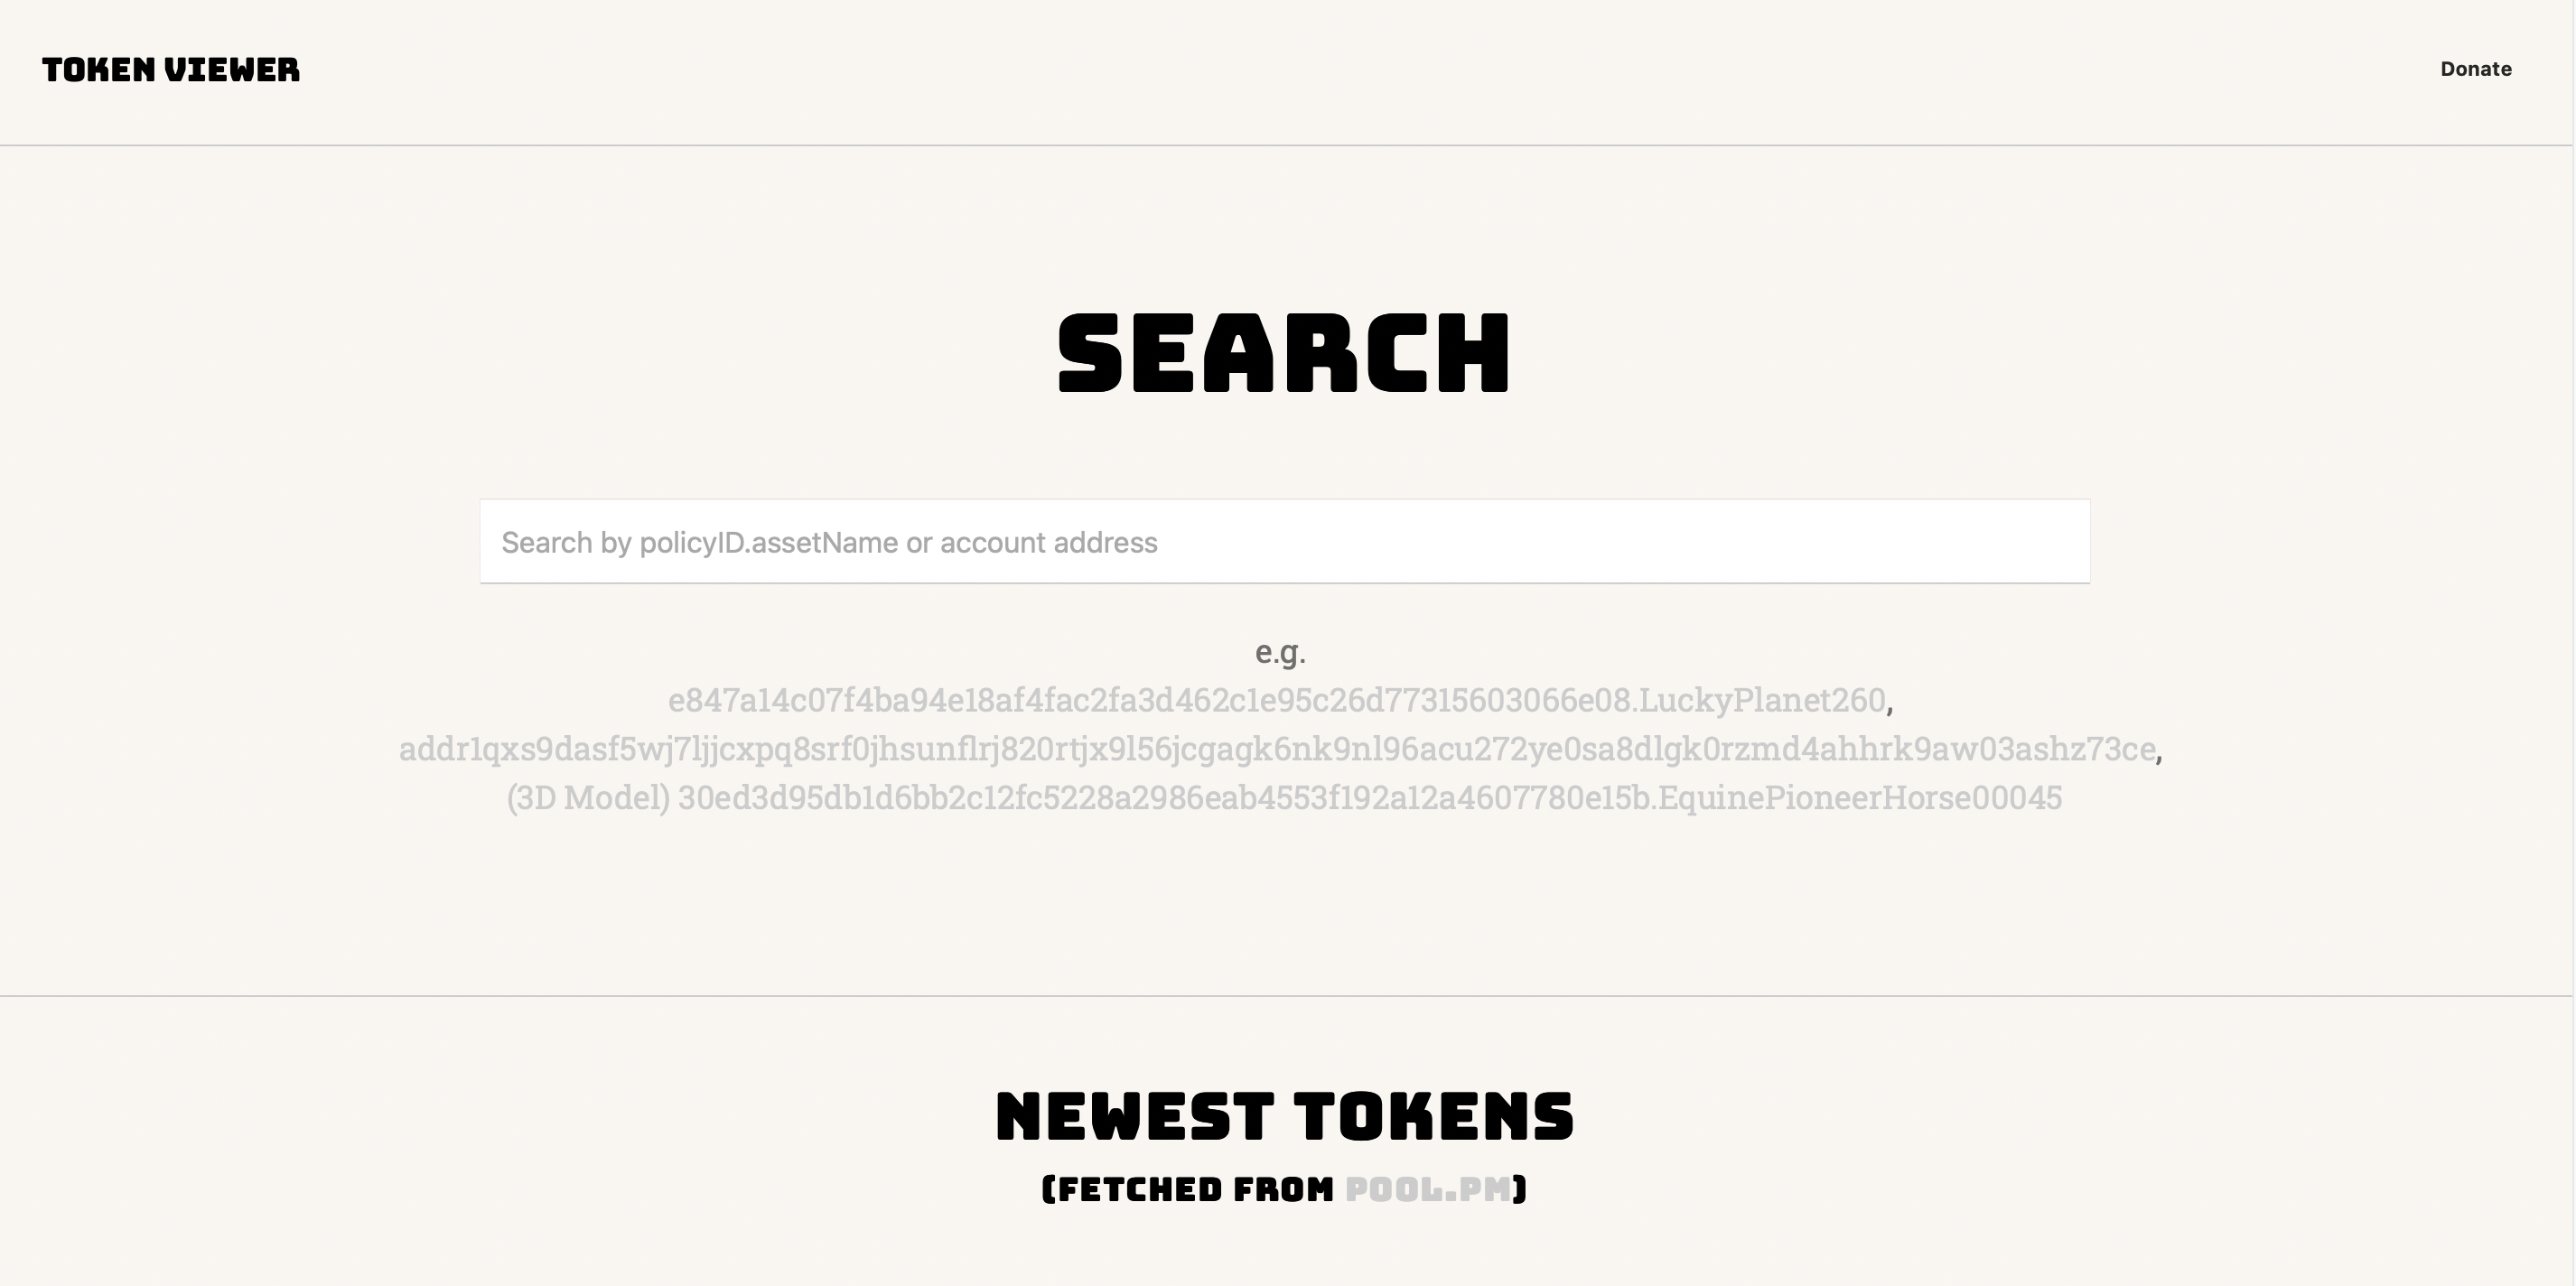 TOKEN VIEWER
Donate
SEARCH
Search by policyID.assetName or account address
e.g.
e847a14c07f4ba94e18af4fac2fa3d462c1e95c26d77315603066e08.LuckyPlanet260,
addr1qxs9dasf5wj7ljjcxpq8srf0jhsunflrj820rtjx9l56jcgagk6nk9nl96acu272ye0sa8dlgk0rzmd4ahhrk9aw03ashz73ce,
(3D Model) 30ed3d95db1d6bb2c12fc5228a2986eab4553f192a12a4607780e15b.EquinePioneerHorse00045
NEWEST TOKENS
(FETCHED FROM POOL.PM)